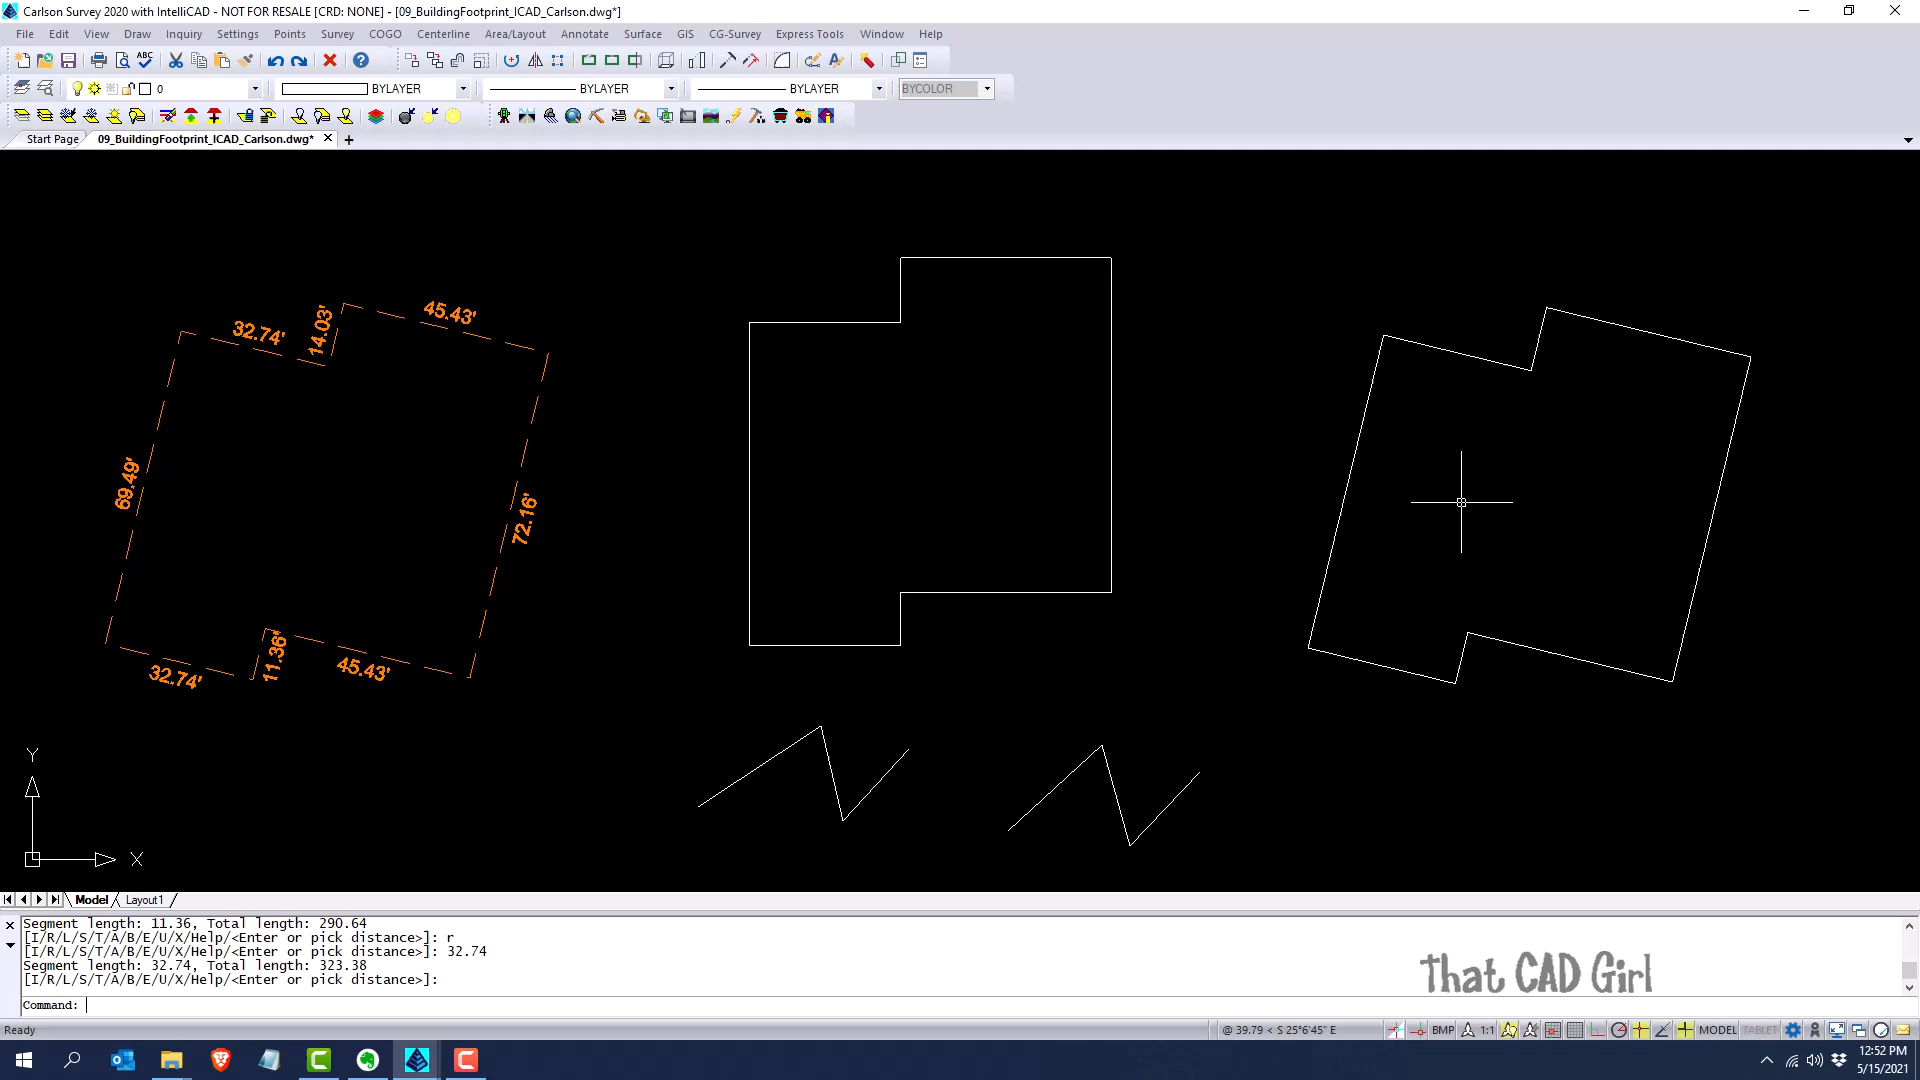 Carlson Survey 2020 with IntelliCAD - NOT FOR RESALE [CRD: NONE] - [09_BuildingFootprint_ICAD_Carlson.dwg*]
File Edit View Draw Inquiry Settings Points Survey COGO Centerline Area/Layout Annotate Surface GIS CG-Survey Express Tools Window Help
ABC
0 BYLAYER BYLAYER BYLAYER BYCOLOR
Start Page 09_BuildingFootprint_ICAD_Carlson.dwg*
32.74'
14.03'
45.43'
69.49'
72.16'
32.74'
11.36'
45.43'
Y
X
Model Layout1
Segment length: 11.36, Total length: 290.64
[I/R/L/S/T/A/B/E/U/X/Help/<Enter or pick distance>]: r
[I/R/L/S/T/A/B/E/U/X/Help/<Enter or pick distance>]: 32.74
Segment length: 32.74, Total length: 323.38
[I/R/L/S/T/A/B/E/U/X/Help/<Enter or pick distance>]:
That CAD Girl
Command:
Ready @ 39.79 < S 25°6'45" E BMP 1:1 MODEL TABLET
12:52 PM
5/15/2021